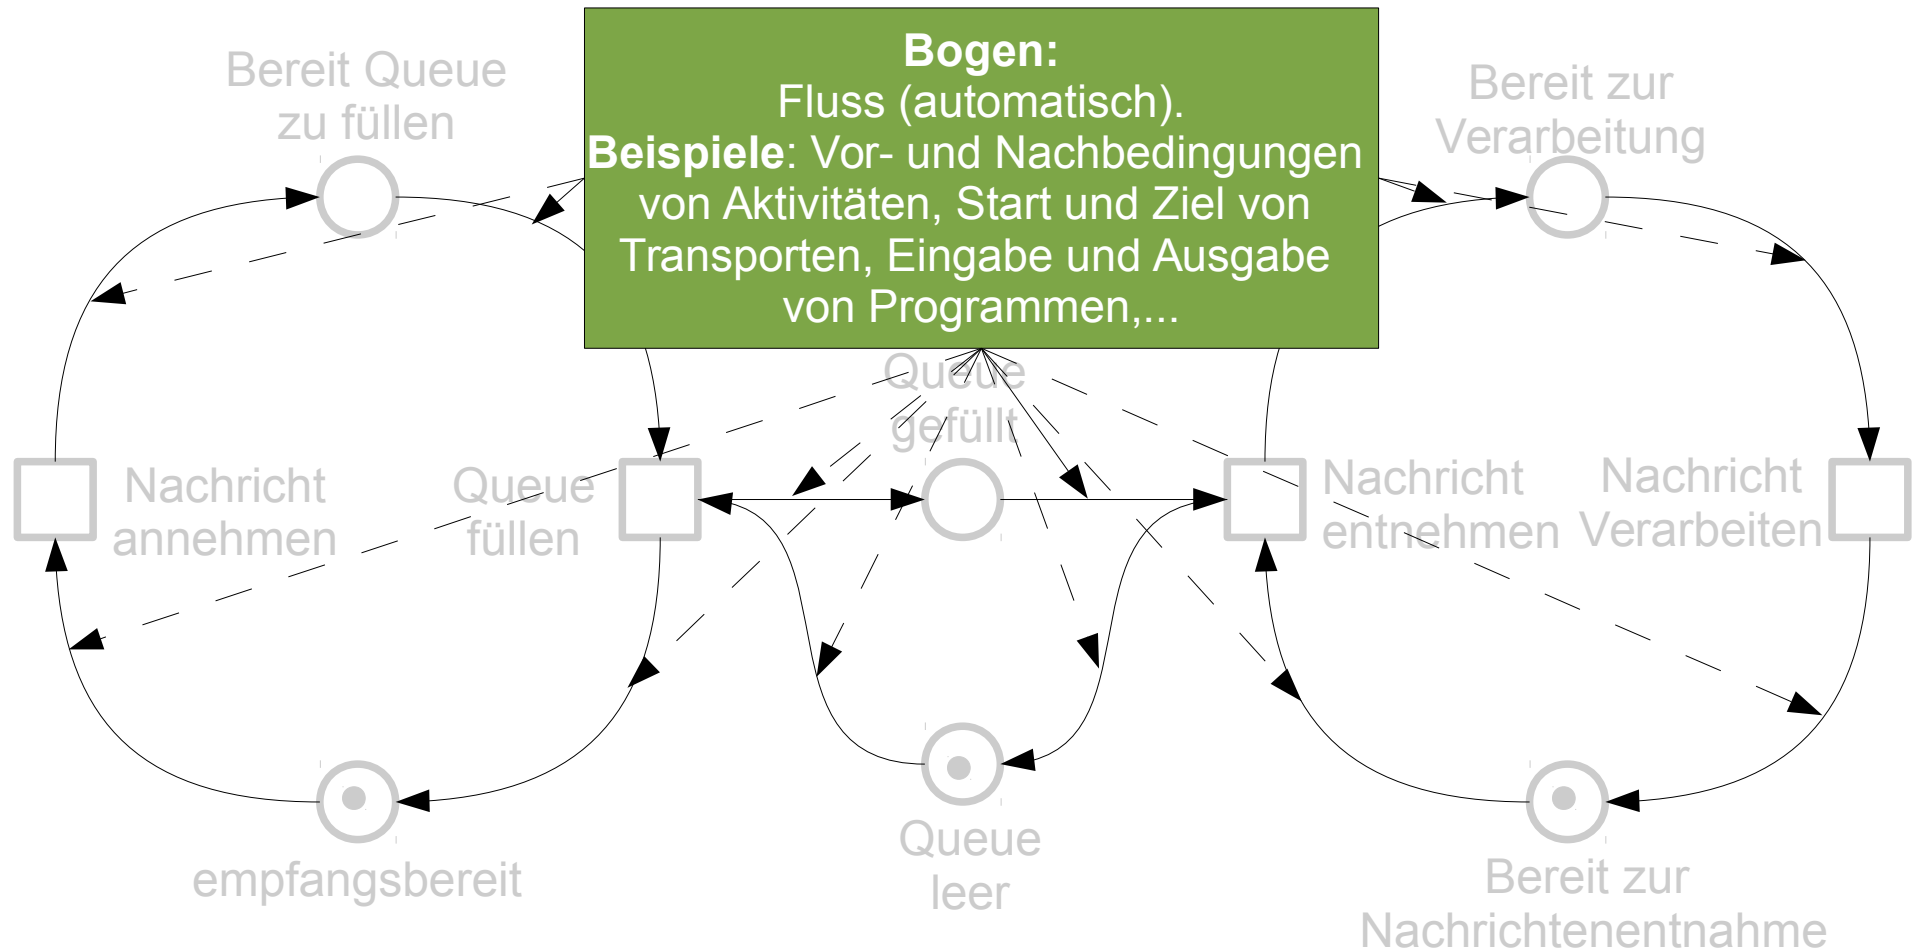 Bogen:
Fluss (automatisch).
Beispiele: Vor- und Nachbedingungen
von Aktivitäten, Start und Ziel von
Transporten, Eingabe und Ausgabe
von Programmen,...
Bereit Queue
zu füllen
Bereit zur
Verarbeitung
Queue
gefüllt
Nachricht
annehmen
Queue
füllen
Nachricht
entnehmen
Nachricht
Verarbeiten
empfangsbereit
Queue
leer
Bereit zur
Nachrichtenentnahme